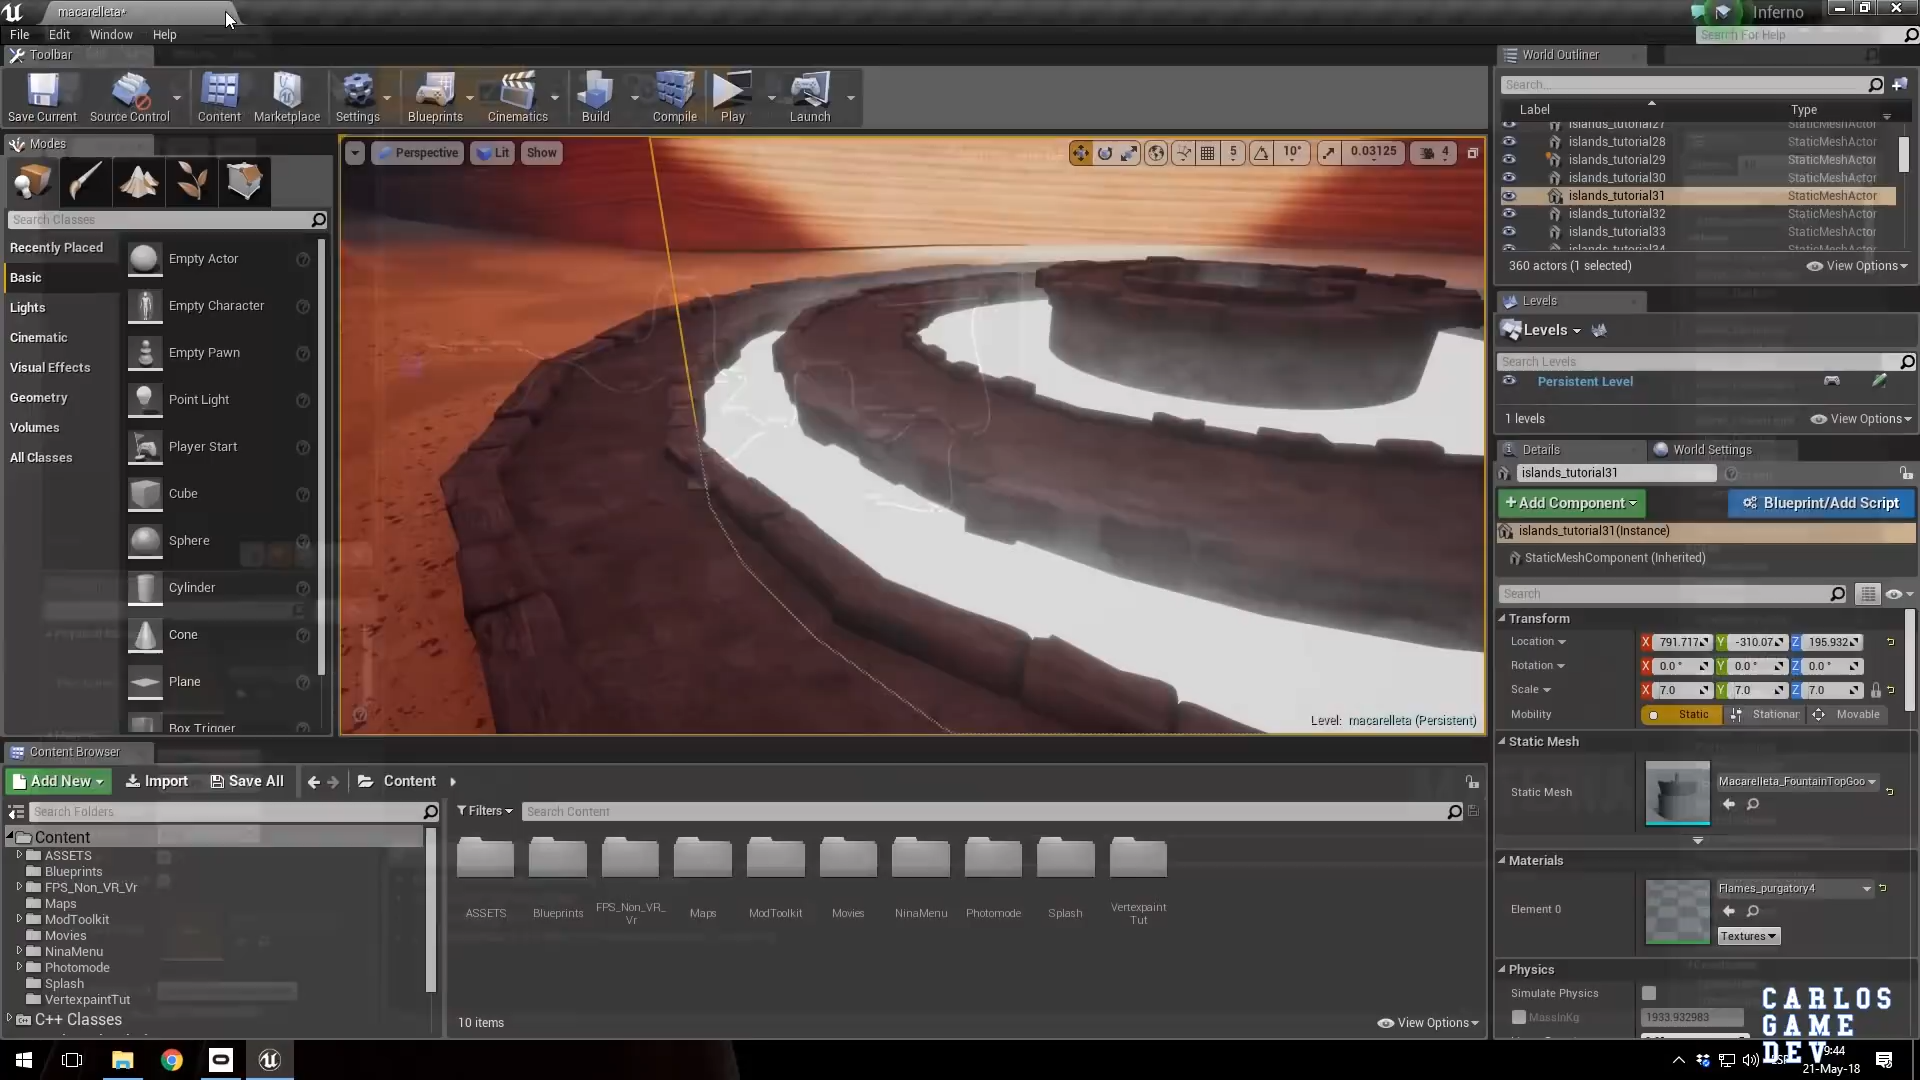 macarelleta*
Inferno
File Edit Window Help
Search For Help
Toolbar
Save Current
Source Control
Content
Marketplace
Settings
Blueprints
Cinematics
Build
Compile
Play
Launch
Modes
Search Classes
Recently Placed
Basic
Lights
Cinematic
Visual Effects
Geometry
Volumes
All Classes
Empty Actor
Empty Character
Empty Pawn
Point Light
Player Start
Cube
Sphere
Cylinder
Cone
Plane
Box Trigger
Perspective Lit Show
5 10° 0.03125 4
Level: macarelleta (Persistent)
World Outliner
Search...
Label Type
islands_tutorial27 StaticMeshActor
islands_tutorial28 StaticMeshActor
islands_tutorial29 StaticMeshActor
islands_tutorial30 StaticMeshActor
islands_tutorial31 StaticMeshActor
islands_tutorial32 StaticMeshActor
islands_tutorial33 StaticMeshActor
islands_tutorial34 StaticMeshActor
360 actors (1 selected) View Options
Levels
Levels
Search Levels
Persistent Level
1 levels View Options
Details World Settings
islands_tutorial31
+Add Component Blueprint/Add Script
islands_tutorial31(Instance)
StaticMeshComponent (Inherited)
Search
Transform
Location X 791.717 Y -310.07 Z 195.932
Rotation X 0.0 ° Y 0.0 ° Z 0.0 °
Scale X 7.0 Y 7.0 Z 7.0
Mobility Static Stationar Movable
Static Mesh
Static Mesh Macarelleta_FountainTopGoo
Materials
Element 0 Flames_purgatory4
Textures
Physics
Simulate Physics
MassInKg 1933.932983
Content Browser
Add New Import Save All Content
Search Folders
Filters Search Content
Content
ASSETS
Blueprints
FPS_Non_VR_Vr
Maps
ModToolkit
Movies
NinaMenu
Photomode
Splash
VertexpaintTut
C++ Classes
ASSETS
Blueprints
FPS_Non_VR_
Vr
Maps
ModToolkit
Movies
NinaMenu
Photomode
Splash
Vertexpaint
Tut
10 items View Options
CARLOS
GAME
DEV
9:44
21-May-18